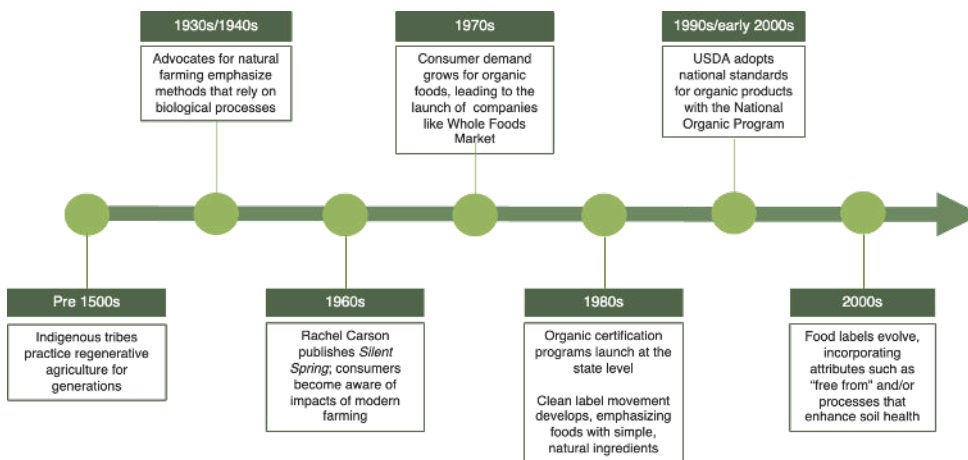 1930s/1940s
Advocates for natural
farming emphasize
methods that rely on
biological processes
1970s
Consumer demand
grows for organic
foods, leading to the
launch of companies
like Whole Foods
Market
1990s/early 2000s
USDA adopts
national standards
for organic products
with the National
Organic Program
Pre 1500s
Indigenous tribes
practice regenerative
agriculture for
generations
1960s
Rachel Carson
publishes Silent
Spring; consumers
become aware of
impacts of modern
farming
1980s
Organic certification
programs launch at the
state level
Clean label movement
develops, emphasizing
foods with simple,
natural ingredients
2000s
Food labels evolve,
incorporating
attributes such as
“free from” and/or
processes that
enhance soil health